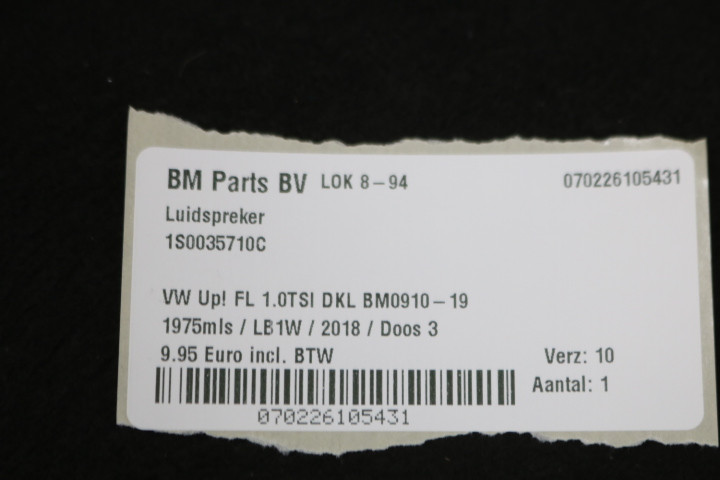 BM Parts BV LOK 8-94 070226105431
Luidspreker
1S0035710C
VW Up! FL 1.0TSI DKL BM0910-19
1975mls / LB1W / 2018 / Doos 3
9.95 Euro incl. BTW Verz: 10
Aantal: 1
070226105431